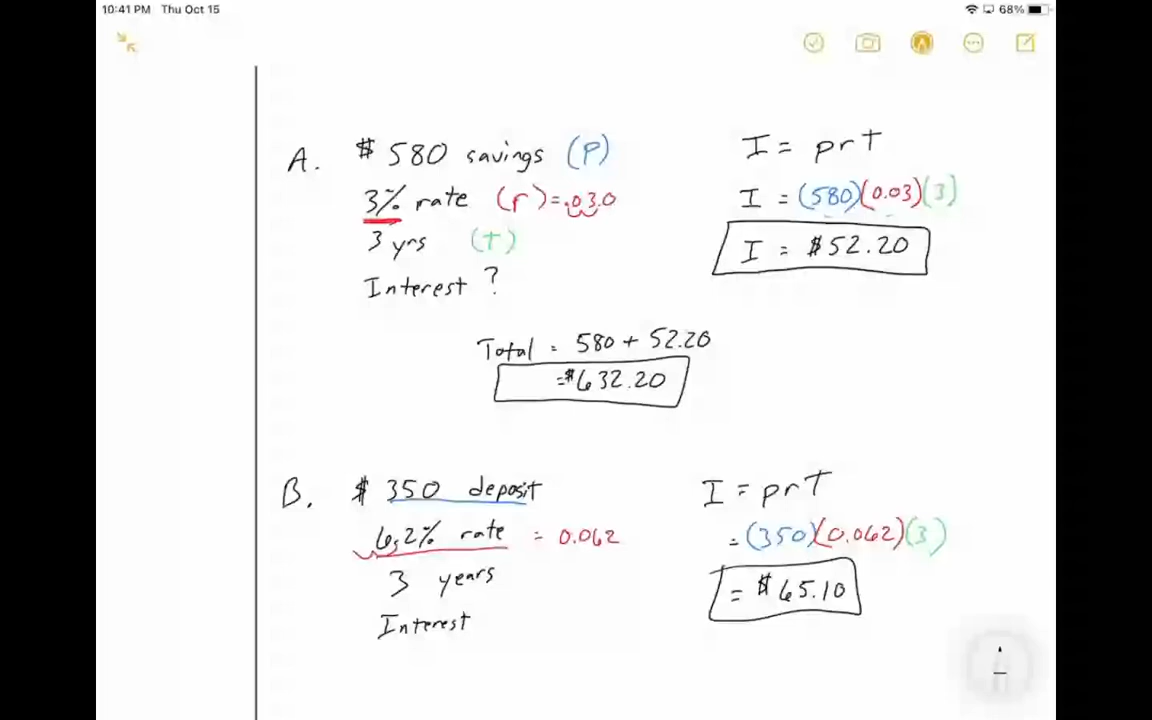 10:41 PM Thu Oct 15
68%
A. $ 580 savings (P)
3% rate (r) = .03.0
3 yrs (t)
Interest ?
I = prt
I = (580)(0.03)(3)
I = $52.20
Total = 580 + 52.20
= $632.20
B. $ 350 deposit
6.2% rate = 0.062
3 years
Interest
I = prt
= (350)(0.062)(3)
= $65.10